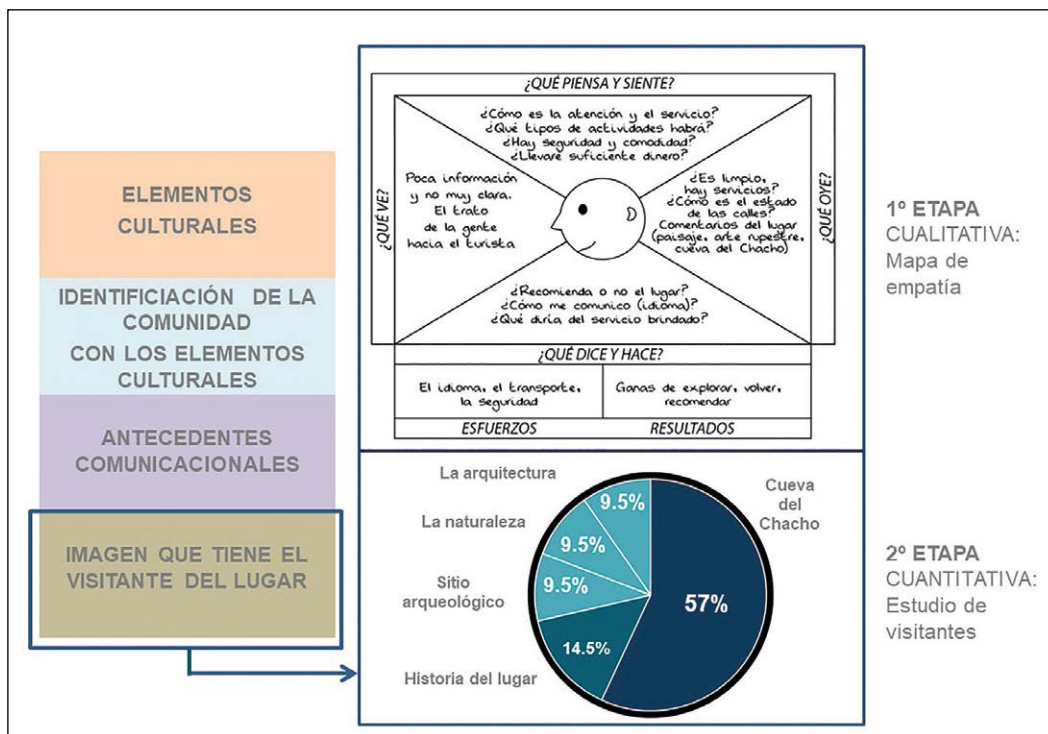 ELEMENTOS
CULTURALES
IDENTIFICIACIÓN DE LA
COMUNIDAD
CON LOS ELEMENTOS
CULTURALES
ANTECEDENTES
COMUNICACIONALES
IMAGEN QUE TIENE EL
VISITANTE DEL LUGAR
¿QUÉ PIENSA Y SIENTE?
¿Cómo es la atención y el servicio?
¿Qué tipos de actividades habrá?
¿Hay seguridad y comodidad?
¿Llevaré suficiente dinero?
¿QUÉ VE?
Poca información
y no muy clara.
El trato
de la gente
hacia el turista
¿Es limpio,
hay servicios?
¿Cómo es el estado
de las calles?
Comentarios del lugar
(paisaje, arte rupestre,
cueva del Chacho)
¿QUÉ OYE?
¿Recomienda o no el lugar?
¿Cómo me comunico (idioma)?
¿Qué diría del servicio brindado?
¿QUÉ DICE Y HACE?
El idioma, el transporte,
la seguridad
Ganas de explorar, volver,
recomendar
ESFUERZOS
RESULTADOS
1º ETAPA
CUALITATIVA:
Mapa de
empatía
La arquitectura
9.5%
La naturaleza
9.5%
Sitio
arqueológico
9.5%
Historia del lugar
14.5%
57%
Cueva
del
Chacho
2º ETAPA
CUANTITATIVA:
Estudio de
visitantes